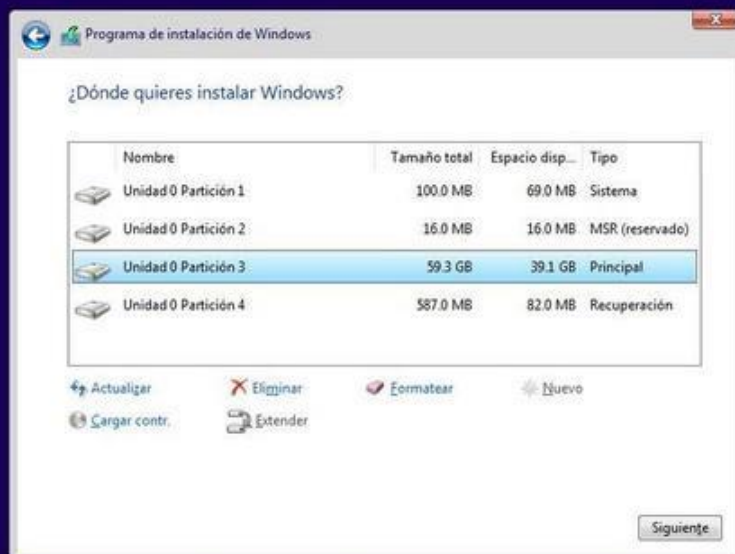 Programa de instalación de Windows
¿Dónde quieres instalar Windows?
Nombre Tamaño total Espacio disp... Tipo
Unidad 0 Partición 1 100.0 MB 69.0 MB Sistema
Unidad 0 Partición 2 16.0 MB 16.0 MB MSR (reservado)
Unidad 0 Partición 3 59.3 GB 39.1 GB Principal
Unidad 0 Partición 4 587.0 MB 82.0 MB Recuperación
Actualizar Eliminar Formatear Nuevo
Cargar contr. Extender
Siguiente